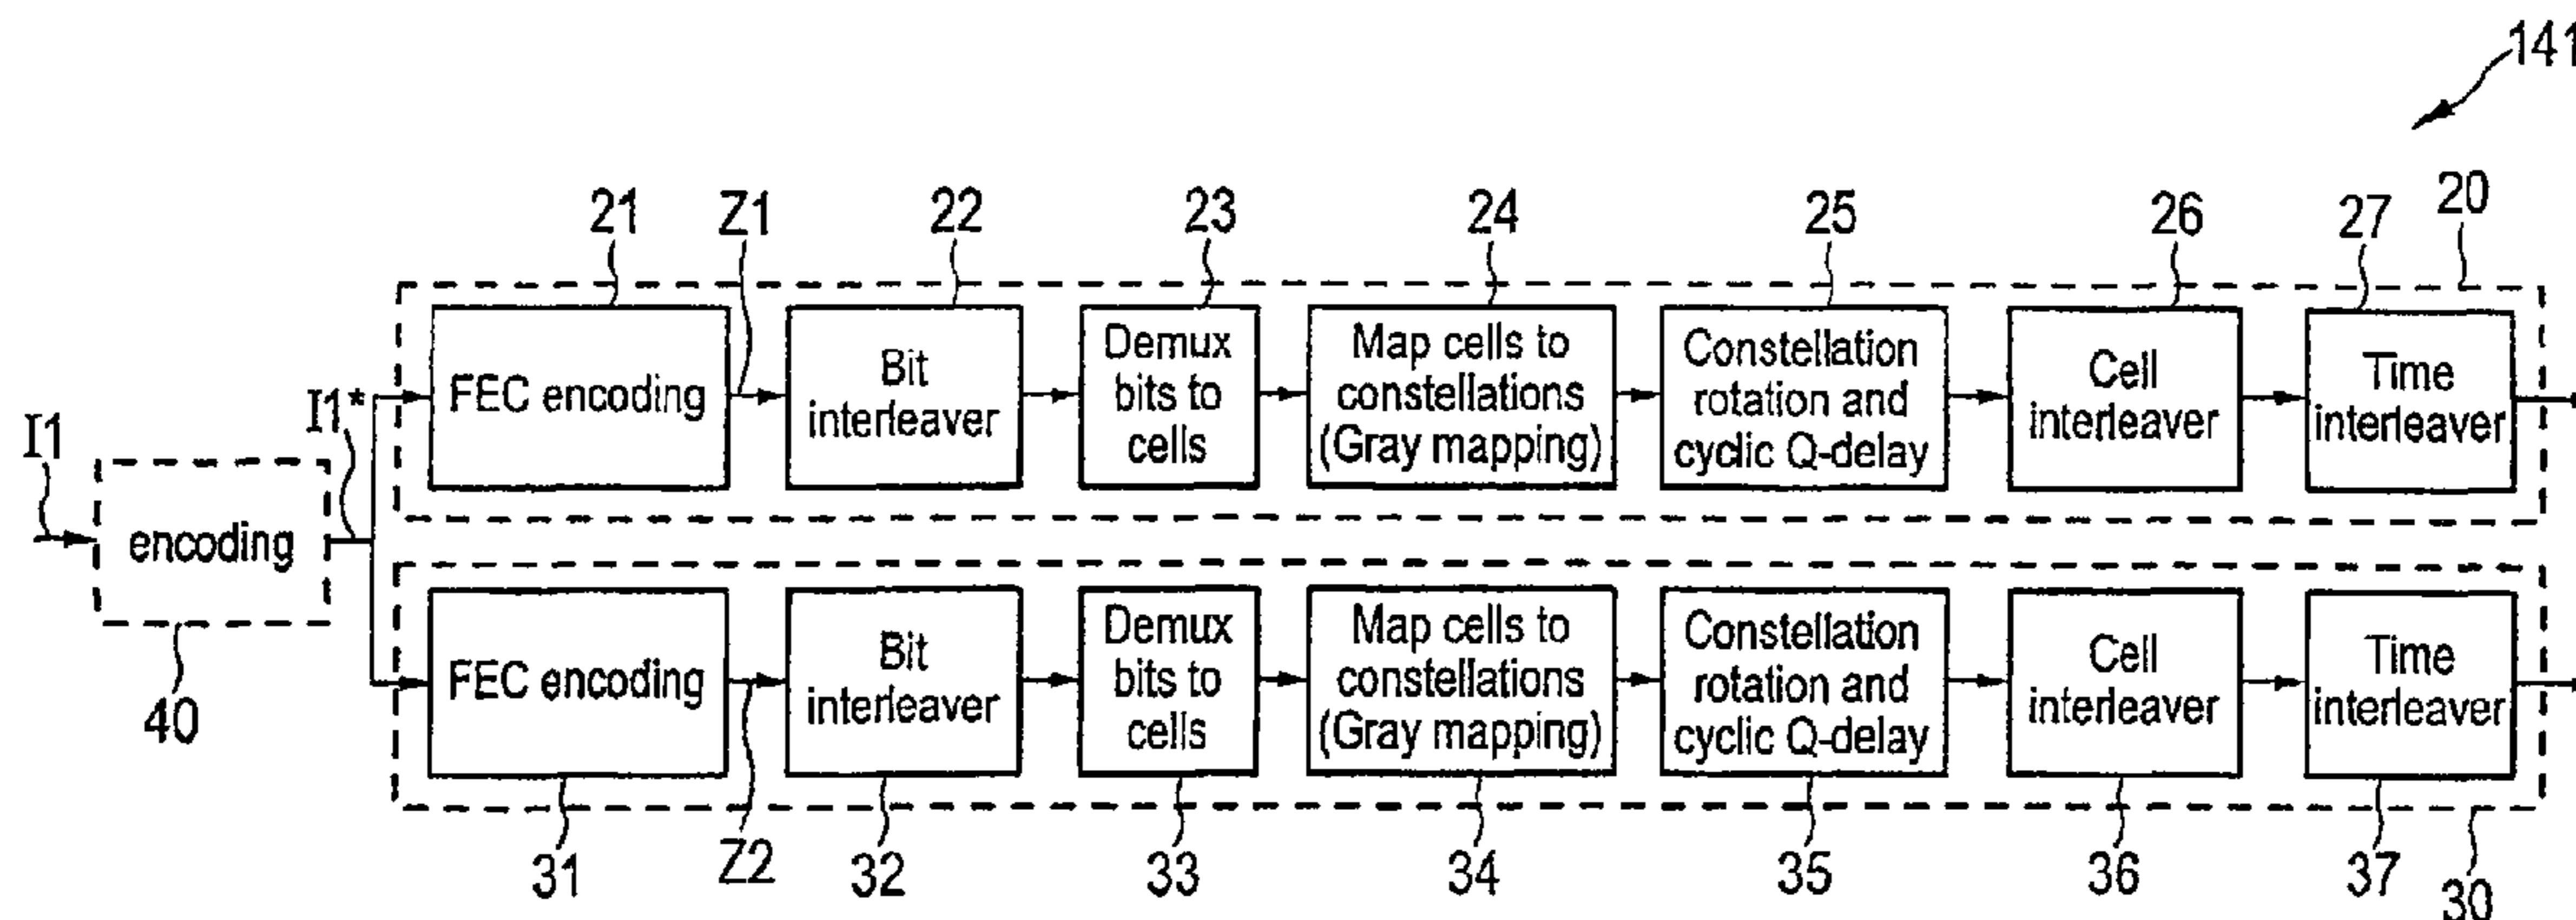 141
21
Z1
22
23
24
25
26
27
20
FEC encoding
Bit
interleaver
Demux
bits to
cells
Map cells to
constellations
(Gray mapping)
Constellation
rotation and
cyclic Q-delay
Cell
interleaver
Time
interleaver
I1
I1*
encoding
40
FEC encoding
Bit
interleaver
Demux
bits to
cells
Map cells to
constellations
(Gray mapping)
Constellation
rotation and
cyclic Q-delay
Cell
interleaver
Time
interleaver
31
Z2
32
33
34
35
36
37
30